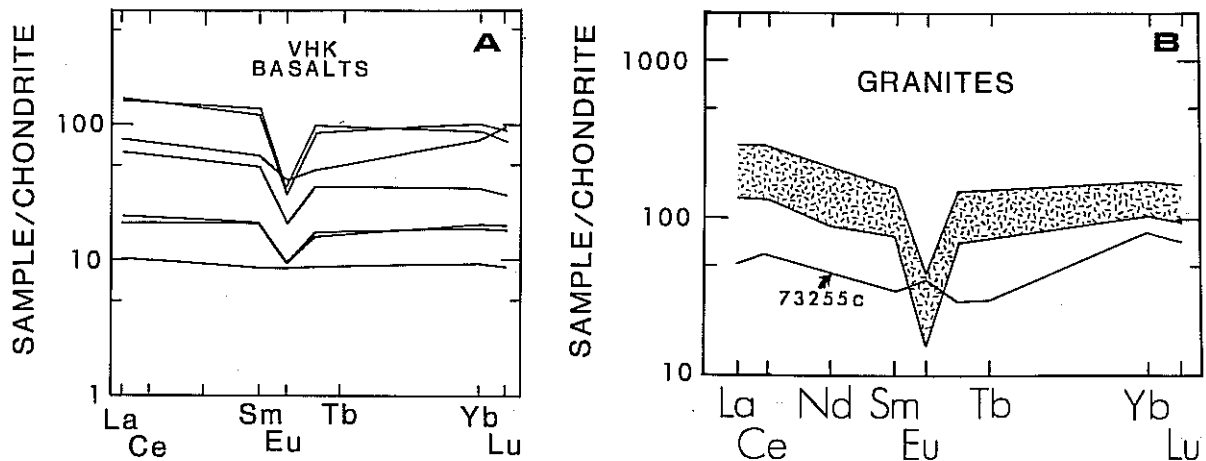 A
VHK
BASALTS
SAMPLE/CHONDRITE
100
10
1
La
Ce
Sm
Eu
Tb
Yb
Lu
B
GRANITES
SAMPLE/CHONDRITE
1000
100
10
73255c
La
Ce
Nd
Sm
Eu
Tb
Yb
Lu